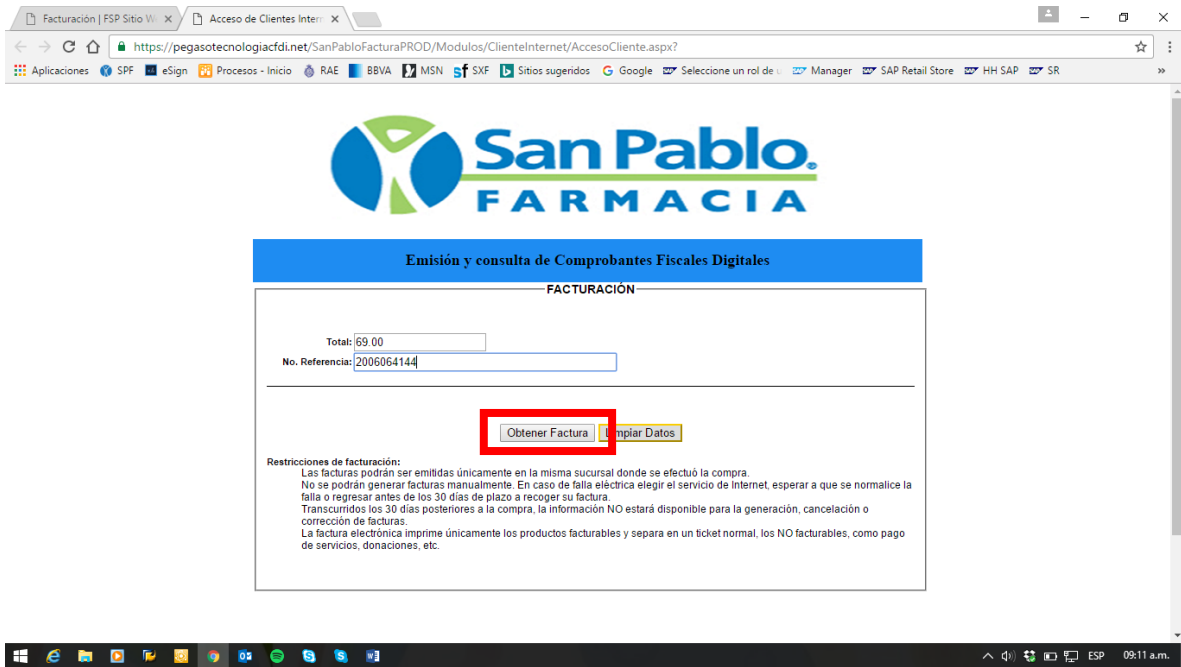 Facturación | FSP Sitio W
Acceso de Clientes Intern
https://pegasotecnologiacfdi.net/SanPabloFacturaPROD/Modulos/ClienteInternet/AccesoCliente.aspx?
Aplicaciones SPF eSign Procesos - Inicio RAE BBVA MSN SXF Sitios sugeridos Google Seleccione un rol de u Manager SAP Retail Store HH SAP SR »
San Pablo
FARMACIA
Emisión y consulta de Comprobantes Fiscales Digitales
FACTURACIÓN
Total: 69.00
No. Referencia: 2006064144
Obtener Factura Limpiar Datos
Restricciones de facturación:
Las facturas podrán ser emitidas únicamente en la misma sucursal donde se efectuó la compra.
No se podrán generar facturas manualmente. En caso de falla eléctrica elegir el servicio de Internet, esperar a que se normalice la
falla o regresar antes de los 30 días de plazo a recoger su factura.
Transcurridos los 30 días posteriores a la compra, la información NO estará disponible para la generación, cancelación o
corrección de facturas.
La factura electrónica imprime únicamente los productos facturables y separa en un ticket normal, los NO facturables, como pago
de servicios, donaciones, etc.
ESP 09:11 a.m.